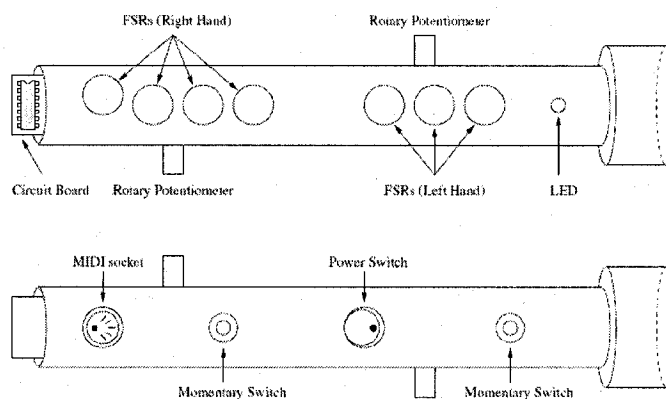 FSRs (Right Hand)
Rotary Potentiometer
Circuit Board
Rotary Potentiometer
FSRs (Left Hand)
LED
MIDI socket
Power Switch
Momentary Switch
Momentary Switch